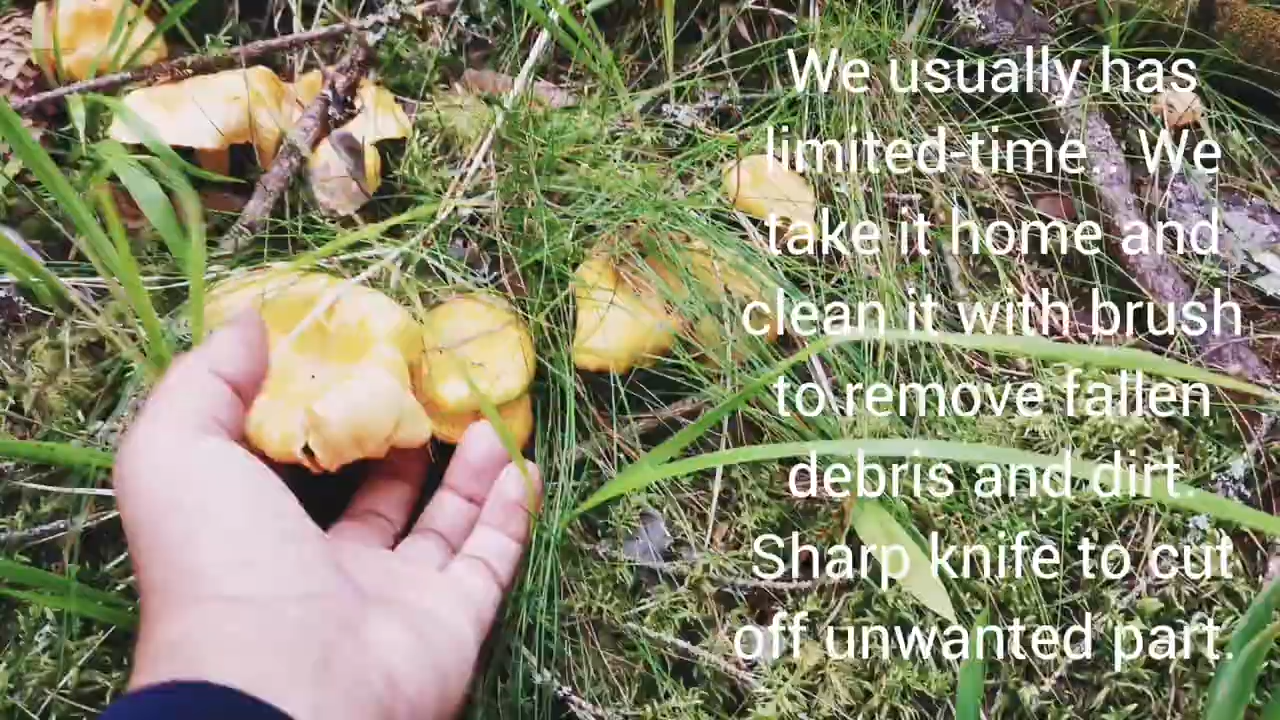 We usually has
limited-time.. We
take it home and
clean it with brush
to remove fallen
debris and dirt.
Sharp knife to cut
off unwanted part.